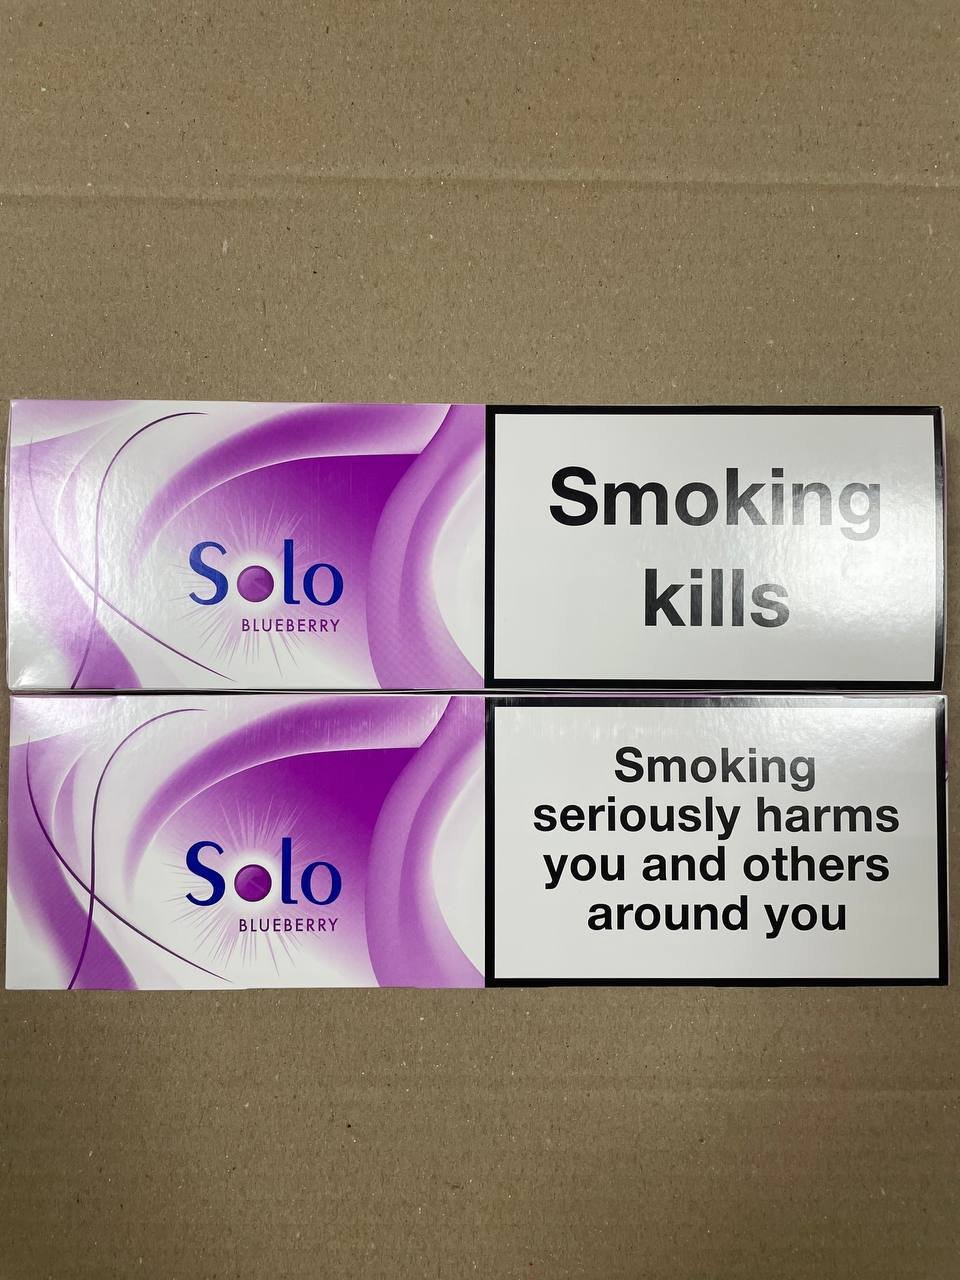 Solo
BLUEBERRY
Smoking
kills
Solo
BLUEBERRY
Smoking
seriously harms
you and others
around you